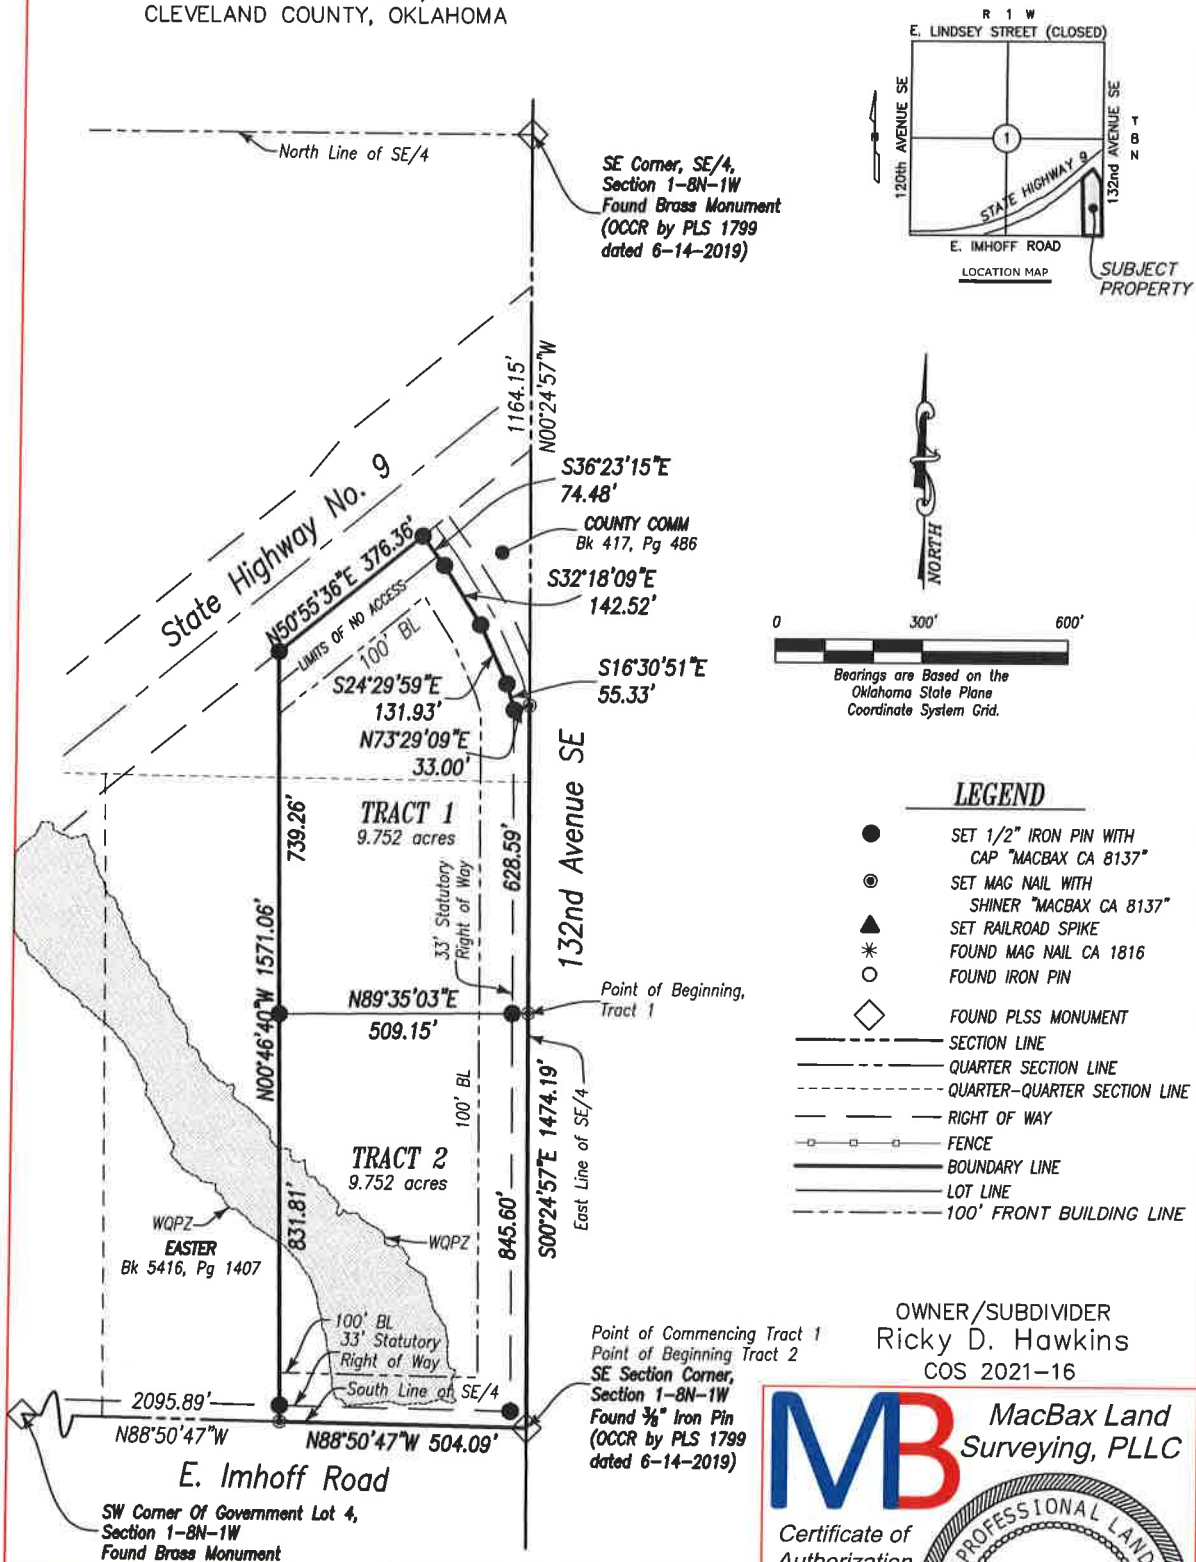 CLEVELAND COUNTY, OKLAHOMA
R 1 W
E. LINDSEY STREET (CLOSED)
120th AVENUE SE
132nd AVENUE SE
T
8
N
1
STATE HIGHWAY 9
E. IMHOFF ROAD
LOCATION MAP
SUBJECT
PROPERTY
North Line of SE/4
SE Corner, SE/4,
Section 1-8N-1W
Found Brass Monument
(OCCR by PLS 1799
dated 6-14-2019)
1164.15'
N00°24'57"W
State Highway No. 9
S36°23'15"E
74.48'
COUNTY COMM
Bk 417, Pg 486
S32°18'09"E
142.52'
N50°55'36"E 376.36'
LIMITS OF NO ACCESS
100' BL
S24°29'59"E
131.93'
S16°30'51"E
55.33'
N73°29'09"E
33.00'
NORTH
0 300' 600'
Bearings are Based on the
Oklahoma State Plane
Coordinate System Grid.
132nd Avenue SE
TRACT 1
9.752 acres
739.26'
628.59'
33' Statutory
Right of Way
N00°46'40"W 1571.06'
N89°35'03"E
509.15'
Point of Beginning,
Tract 1
LEGEND
SET 1/2" IRON PIN WITH
CAP "MACBAX CA 8137"
SET MAG NAIL WITH
SHINER "MACBAX CA 8137"
SET RAILROAD SPIKE
FOUND MAG NAIL CA 1816
FOUND IRON PIN
FOUND PLSS MONUMENT
SECTION LINE
QUARTER SECTION LINE
QUARTER-QUARTER SECTION LINE
RIGHT OF WAY
FENCE
BOUNDARY LINE
LOT LINE
100' FRONT BUILDING LINE
100' BL
S00°24'57"E 1474.19'
East Line of SE/4
TRACT 2
9.752 acres
831.81'
845.60'
WQPZ
WQPZ
EASTER
Bk 5416, Pg 1407
100' BL
33' Statutory
Right of Way
South Line of SE/4
2095.89'
N88°50'47"W
N88°50'47"W 504.09'
E. Imhoff Road
Point of Commencing Tract 1
Point of Beginning Tract 2
SE Section Corner,
Section 1-8N-1W
Found 3/8" Iron Pin
(OCCR by PLS 1799
dated 6-14-2019)
SW Corner Of Government Lot 4,
Section 1-8N-1W
Found Brass Monument
OWNER/SUBDIVIDER
Ricky D. Hawkins
COS 2021-16
MB
MacBax Land
Surveying, PLLC
Certificate of
Authorization
PROFESSIONAL LAND